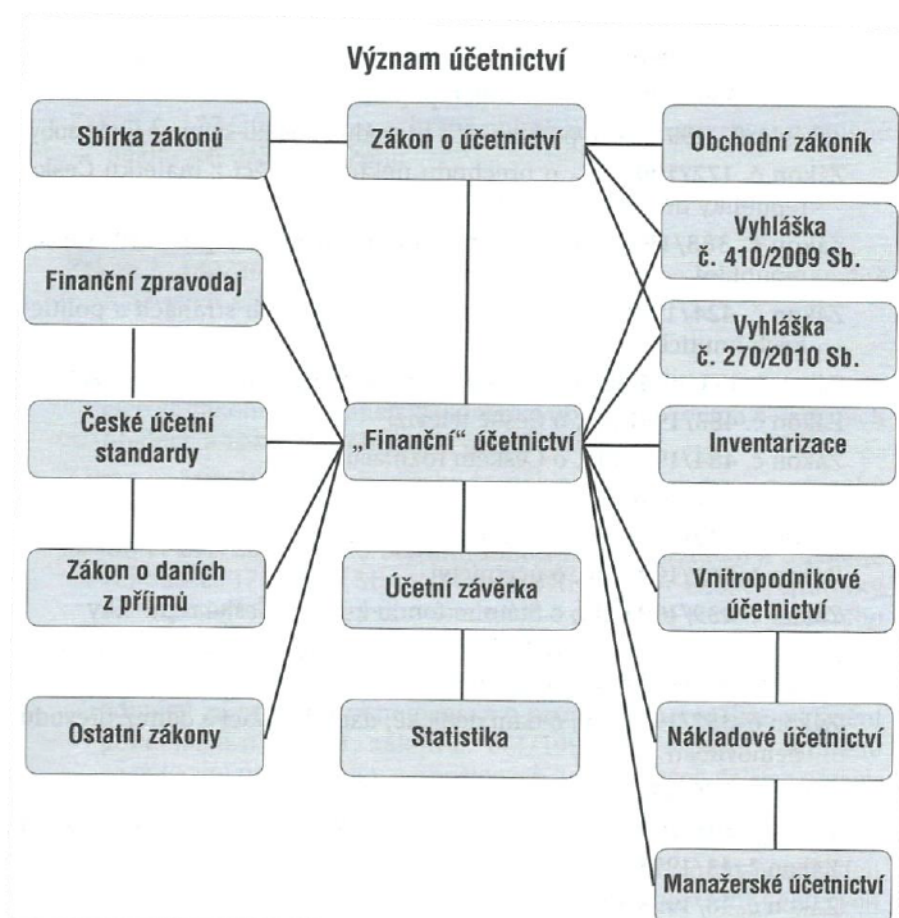 Význam účetnictví
Sbírka zákonů
Zákon o účetnictví
Obchodní zákoník
Vyhláška
č. 410/2009 Sb.
Finanční zpravodaj
Vyhláška
č. 270/2010 Sb.
České účetní
standardy
„Finanční“ účetnictví
Inventarizace
Zákon o daních
z příjmů
Účetní závěrka
Vnitropodnikové
účetnictví
Ostatní zákony
Statistika
Nákladové účetnictví
Manažerské účetnictví